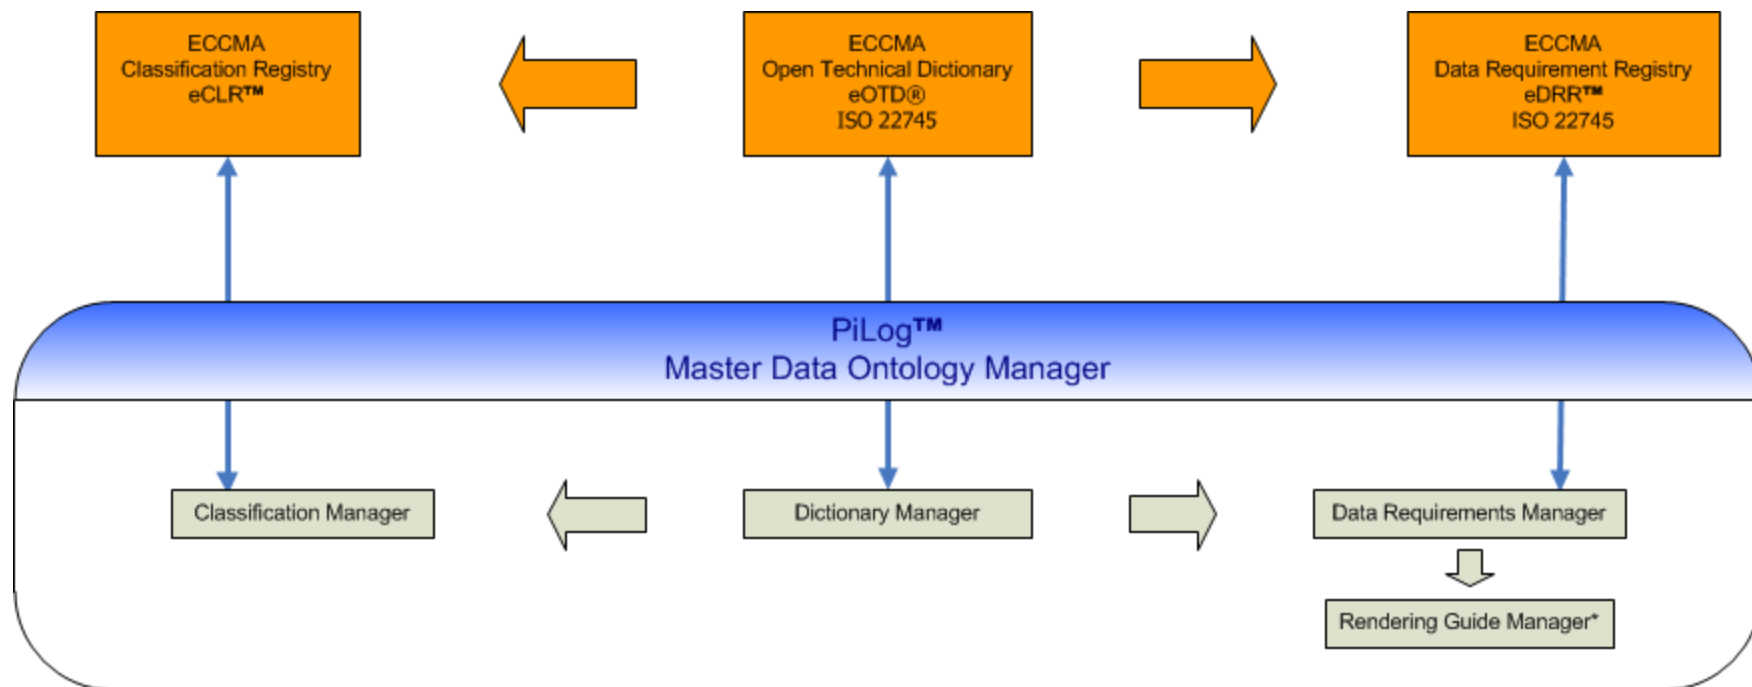 ECCMA
Classification Registry
eCLR™
ECCMA
Open Technical Dictionary
eOTD®
ISO 22745
ECCMA
Data Requirement Registry
eDRR™
ISO 22745
PiLog™
Master Data Ontology Manager
Classification Manager
Dictionary Manager
Data Requirements Manager
Rendering Guide Manager*